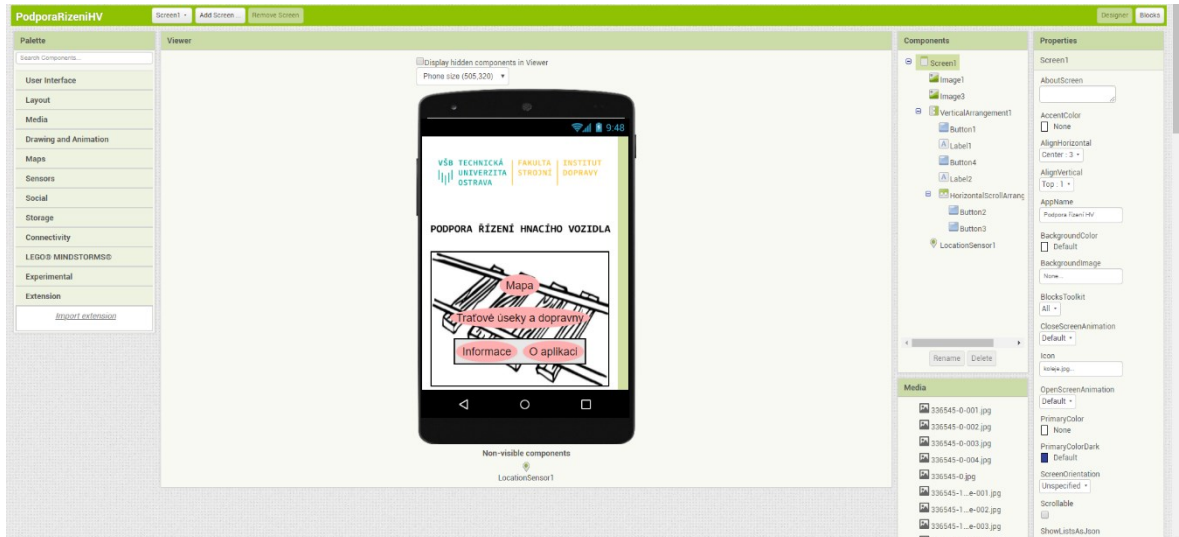 PodporaRizeniHV
Screen1
Add Screen ...
Remove Screen
Designer
Blocks
Palette
Search Components...
User Interface
Layout
Media
Drawing and Animation
Maps
Sensors
Social
Storage
Connectivity
LEGO® MINDSTORMS®
Experimental
Extension
Import extension
Viewer
Display hidden components in Viewer
Phone size (505,320)
9:48
VŠB TECHNICKÁ
UNIVERZITA
OSTRAVA
FAKULTA
STROJNÍ
INSTITUT
DOPRAVY
PODPORA ŘÍZENÍ HNACÍHO VOZIDLA
Mapa
Traťové úseky a dopravny
Informace
O aplikaci
Non-visible components
LocationSensor1
Components
Screen1
Image1
Image3
VerticalArrangement1
Button1
Label1
Button4
Label2
HorizontalScrollArrang
Button2
Button3
LocationSensor1
Rename
Delete
Media
336545-0-001.jpg
336545-0-002.jpg
336545-0-003.jpg
336545-0-004.jpg
336545-0.jpg
336545-1...e-001.jpg
336545-1...e-002.jpg
336545-1...e-003.jpg
Properties
Screen1
AboutScreen
AccentColor
None
AlignHorizontal
Center : 3
AlignVertical
Top : 1
AppName
Podpora řízení HV
BackgroundColor
Default
BackgroundImage
None...
BlocksToolkit
All
CloseScreenAnimation
Default
Icon
koleje.jpg...
OpenScreenAnimation
Default
PrimaryColor
None
PrimaryColorDark
Default
ScreenOrientation
Unspecified
Scrollable
ShowListsAsJson